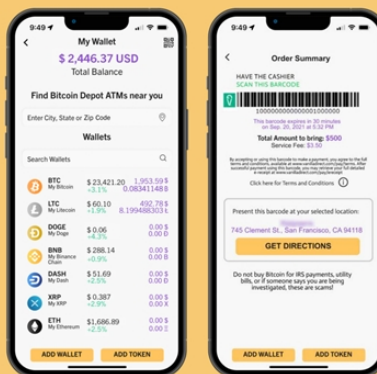 9:49
My Wallet
$ 2,446.37 USD
Total Balance
Find Bitcoin Depot ATMs near you
Enter City, State or Zip Code
Wallets
Search Wallets
BTC $ 23,421.20 1,953.59 $
My Bitcoin +3.1% 0.08341148 ₿
LTC $ 60.10 492.78 $
My Litecoin +1.9% 8.199488303 Ł
DOGE $ 0.06 0.00 $
My Doge +4.3%
BNB $ 288.14 0.00 $
My Binance Chain +0.9%
DASH $ 51.69 0.00 $
My Dash +2.5%
XRP $ 0.387 0.00 $
My XRP +2.9%
ETH $1,686.89 0.00 $
My Ethereum +2.5%
ADD WALLET ADD TOKEN
9:49
Order Summary
HAVE THE CASHIER
SCAN THIS BARCODE
This barcode expires in 30 minutes
on Sep. 20, 2021 at 5:32 PM
Total Amount to bring: $500
Service Fee: $3.50
Click here for Terms and Conditions
Present this barcode at your selected location:
745 Clement St., San Francisco, CA 94118
GET DIRECTIONS
Do not buy Bitcoin for IRS payments, utility
bills, or if someone says you are being
investigated, these are scams!
ADD WALLET ADD TOKEN